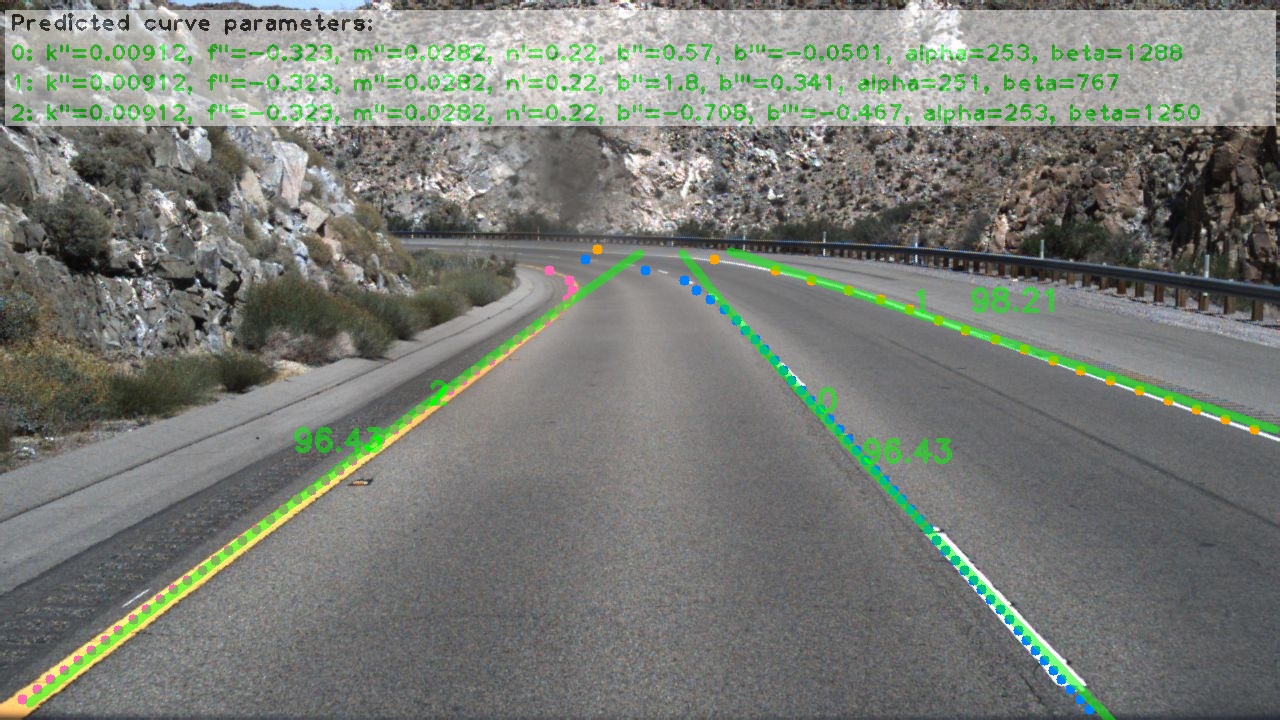 Predicted curve parameters:
0: k''=0.00912, f''=-0.323, m''=0.0282, n'=0.22, b''=0.57, b'''=-0.0501, alpha=253, beta=1288
1: k''=0.00912, f''=-0.323, m''=0.0282, n'=0.22, b''=1.8, b'''=0.341, alpha=251, beta=767
2: k''=0.00912, f''=-0.323, m''=0.0282, n'=0.22, b''=-0.708, b'''=-0.467, alpha=253, beta=1250
1 98.21
2
0
96.43
96.43